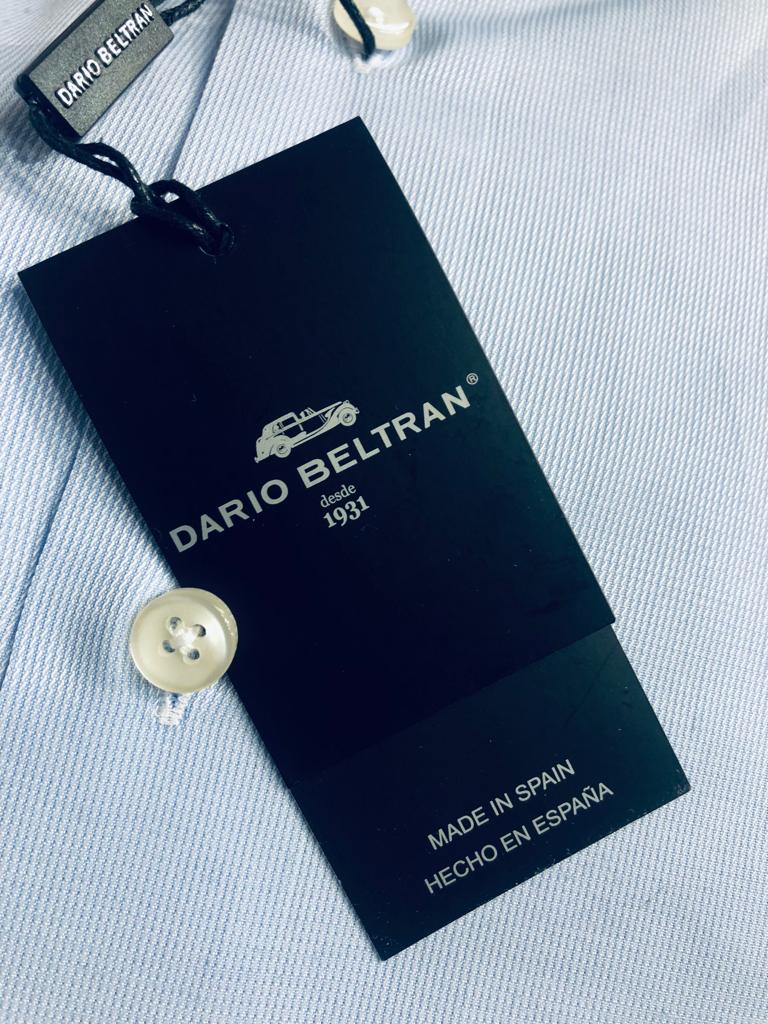 DARIO BELTRAN
DARIO BELTRAN®
desde
1931
MADE IN SPAIN
HECHO EN ESPAÑA